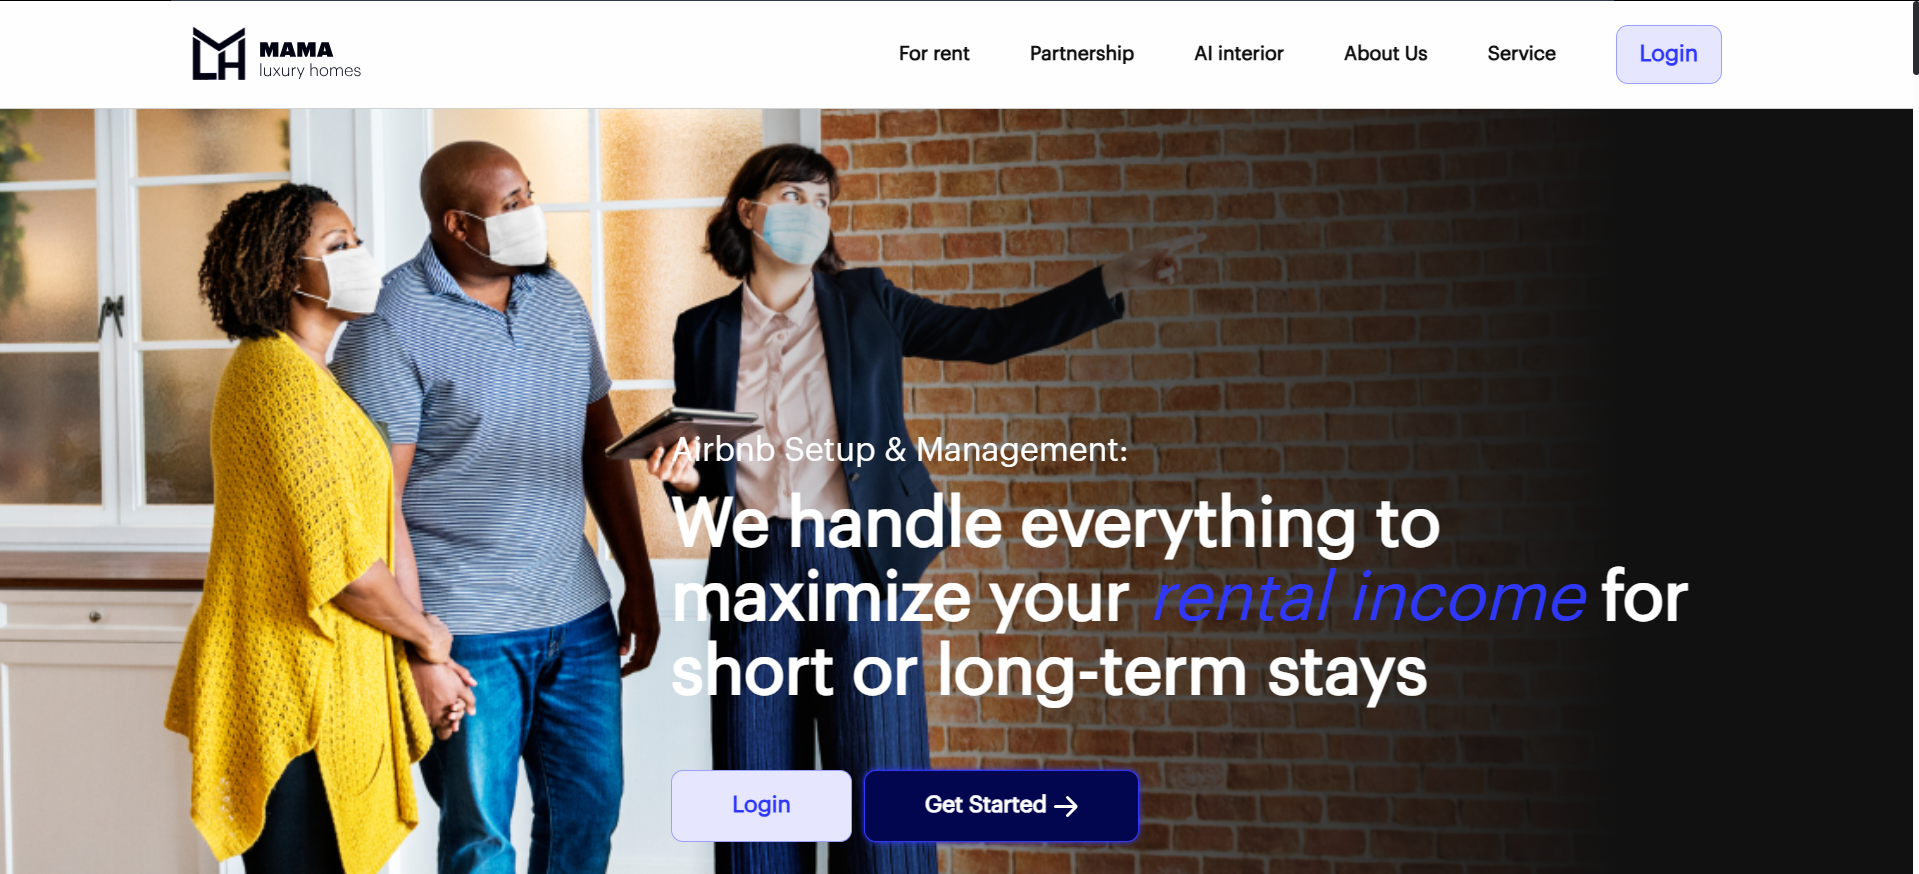 MAMA
luxury homes
For rent
Partnership
AI interior
About Us
Service
Login
Airbnb Setup & Management:
We handle everything to
maximize your rental income for
short or long-term stays
Login
Get Started →